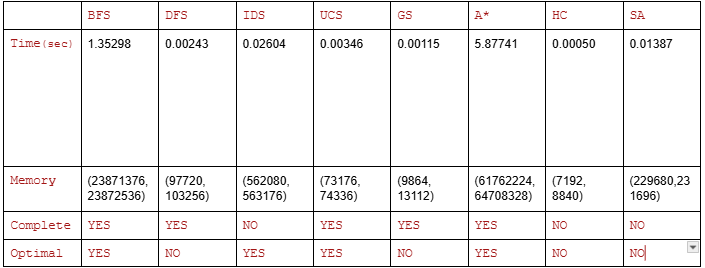 BFS DFS IDS UCS GS A* HC SA
Time(sec) 1.35298 0.00243 0.02604 0.00346 0.00115 5.87741 0.00050 0.01387
Memory (23871376, (97720, (562080, (73176, (9864, (61762224, (7192, (229680,23
23872536) 103256) 563176) 74336) 13112) 64708328) 8840) 1696)
Complete YES YES NO YES YES YES NO NO
Optimal YES NO YES YES NO YES NO NO